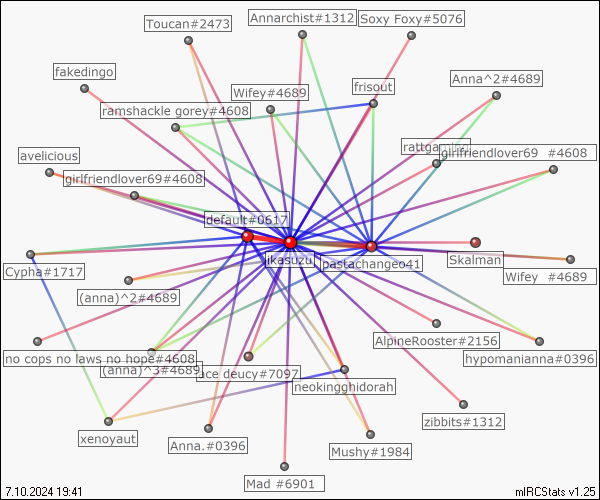 Toucan#2473
Annarchist#1312
Soxy Foxy#5076
fakedingo
Wifey#4689
frisout
Anna^2#4689
ramshackle gorey#4608
avelicious
girlfriendlover69 #4608
girlfriendlover69#4608
default#0617
jikasuzu
pastachangeo41
Skalman
Cypha#1717
Wifey #4689
(anna)^2#4689
AlpineRooster#2156
no cops no laws no hope#4608
(anna)^3#4689
ace deucy#7097
hypomanianna#0396
neokingghidorah
zibbits#1312
xenoyaut
Anna.#0396
Mushy#1984
Mad #6901
7.10.2024 19:41
mIRCStats v1.25